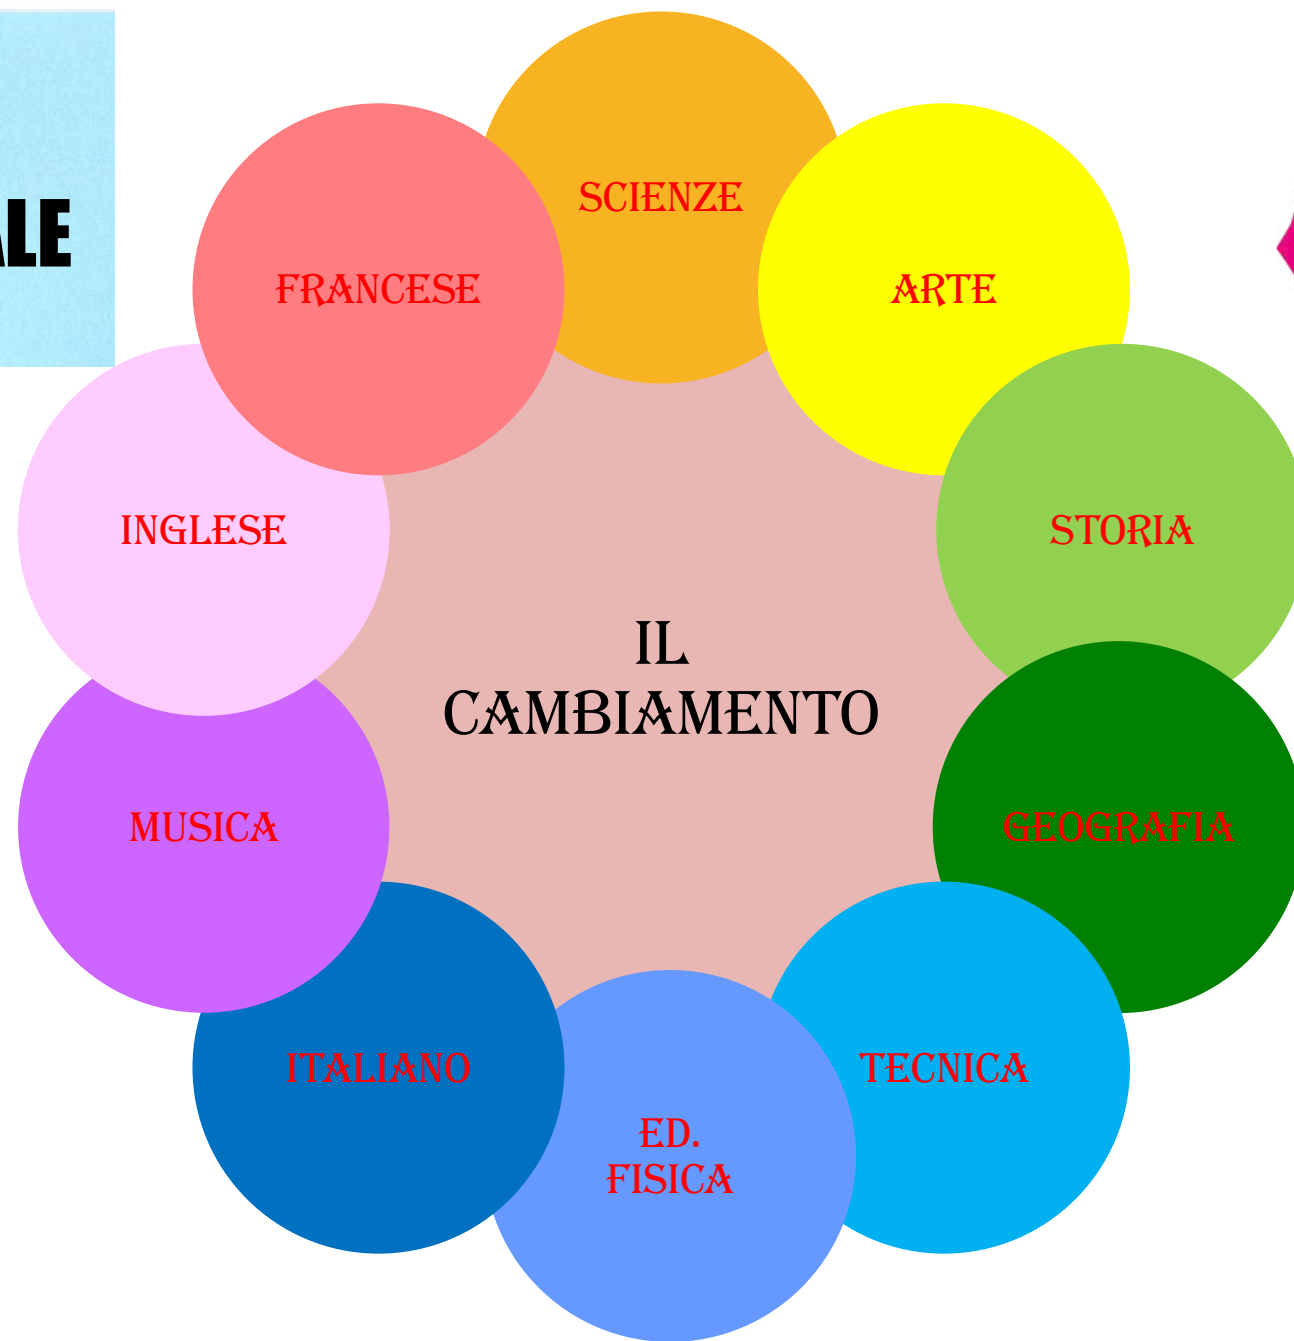 SCIENZE
ALE
FRANCESE
ARTE
INGLESE
STORIA
IL
CAMBIAMENTO
MUSICA
GEOGRAFIA
ITALIANO
TECNICA
ED.
FISICA